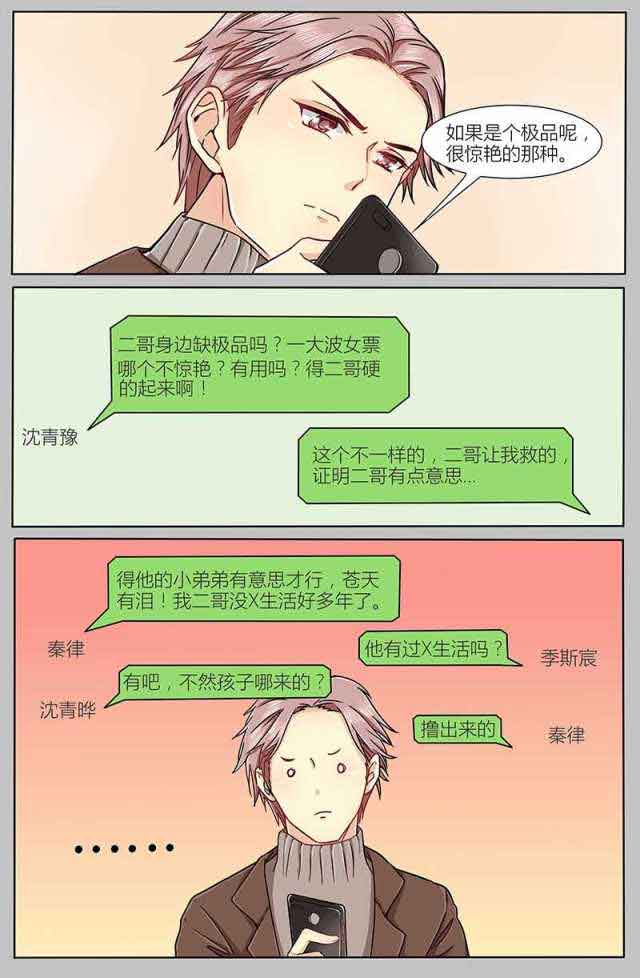 如果是个极品呢，
很惊艳的那种。
二哥身边缺极品吗？一大波女票
哪个不惊艳？有用吗？得二哥硬
的起来啊！
沈青豫
这个不一样的，二哥让我救的，
证明二哥有点意思...
得他的小弟弟有意思才行，苍天
有泪！我二哥没X生活好多年了。
秦律
他有过X生活吗？
季斯宸
有吧，不然孩子哪来的？
沈青晔
撸出来的
秦律
......